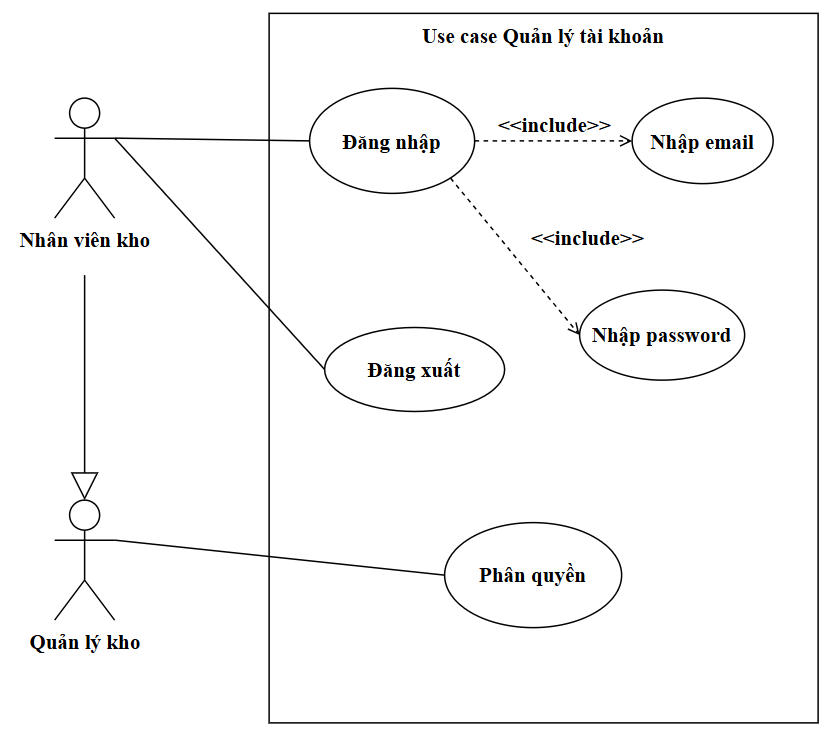 Use case Quản lý tài khoản
<<include>>
Đăng nhập
Nhập email
Nhân viên kho
<<include>>
Nhập password
Đăng xuất
Phân quyền
Quản lý kho